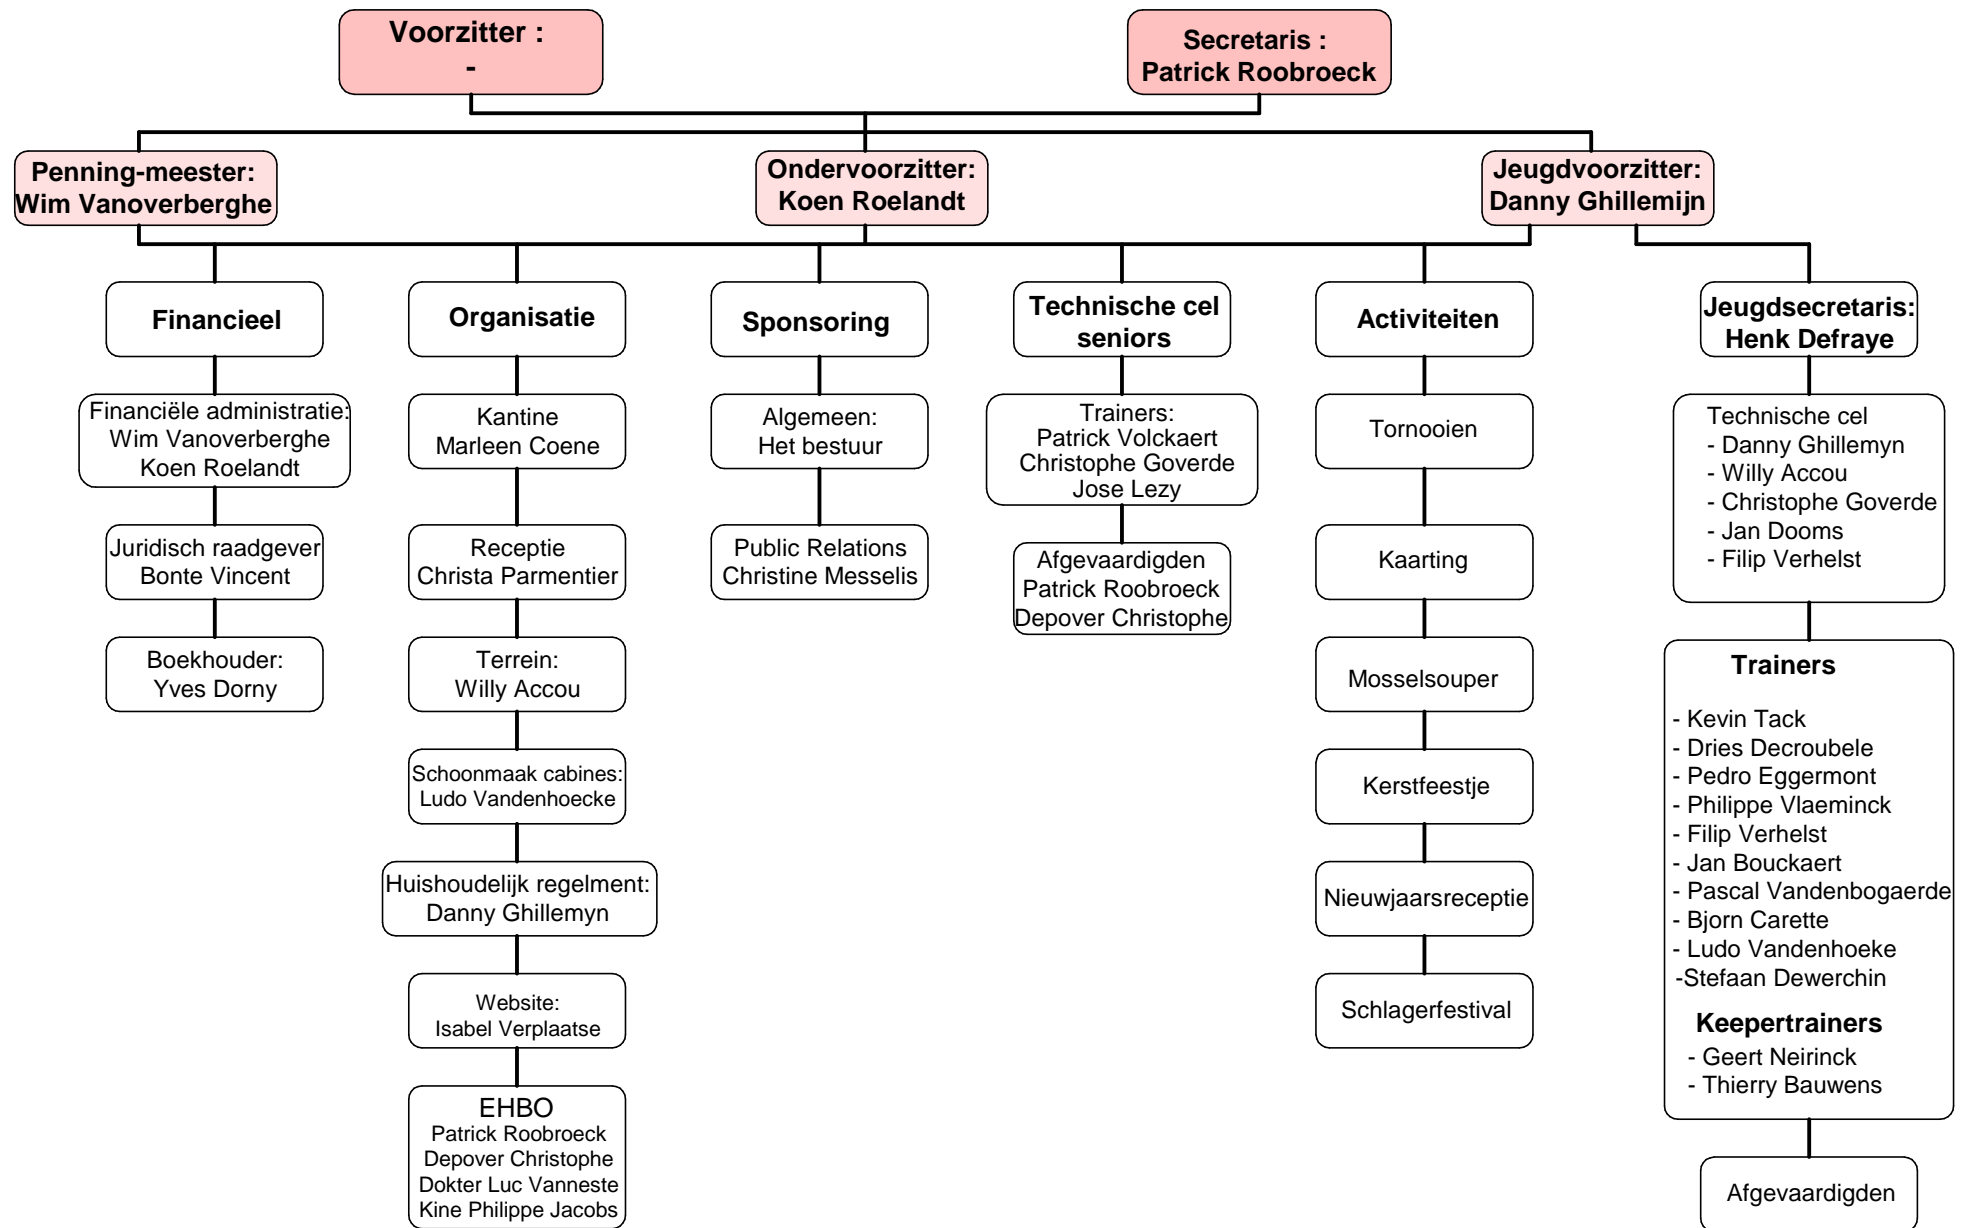 Voorzitter :
-
Secretaris :
Patrick Roobroeck
Penning-meester:
Wim Vanoverberghe
Ondervoorzitter:
Koen Roelandt
Jeugdvoorzitter:
Danny Ghillemijn
Financieel
Financiële administratie:
Wim Vanoverberghe
Koen Roelandt
Juridisch raadgever
Bonte Vincent
Boekhouder:
Yves Dorny
Organisatie
Kantine
Marleen Coene
Receptie
Christa Parmentier
Terrein:
Willy Accou
Schoonmaak cabines:
Ludo Vandenhoecke
Huishoudelijk regelment:
Danny Ghillemyn
Website:
Isabel Verplaatse
EHBO
Patrick Roobroeck
Depover Christophe
Dokter Luc Vanneste
Kine Philippe Jacobs
Sponsoring
Algemeen:
Het bestuur
Public Relations
Christine Messelis
Technische cel
seniors
Trainers:
Patrick Volckaert
Christophe Goverde
Jose Lezy
Afgevaardigden
Patrick Roobroeck
Depover Christophe
Activiteiten
Tornooien
Kaarting
Mosselsouper
Kerstfeestje
Nieuwjaarsreceptie
Schlagerfestival
Jeugdsecretaris:
Henk Defraye
Technische cel
- Danny Ghillemyn
- Willy Accou
- Christophe Goverde
- Jan Dooms
- Filip Verhelst
Trainers
- Kevin Tack
- Dries Decroubele
- Pedro Eggermont
- Philippe Vlaeminck
- Filip Verhelst
- Jan Bouckaert
- Pascal Vandenbogaerde
- Bjorn Carette
- Ludo Vandenhoeke
-Stefaan Dewerchin
Keepertrainers
- Geert Neirinck
- Thierry Bauwens
Afgevaardigden